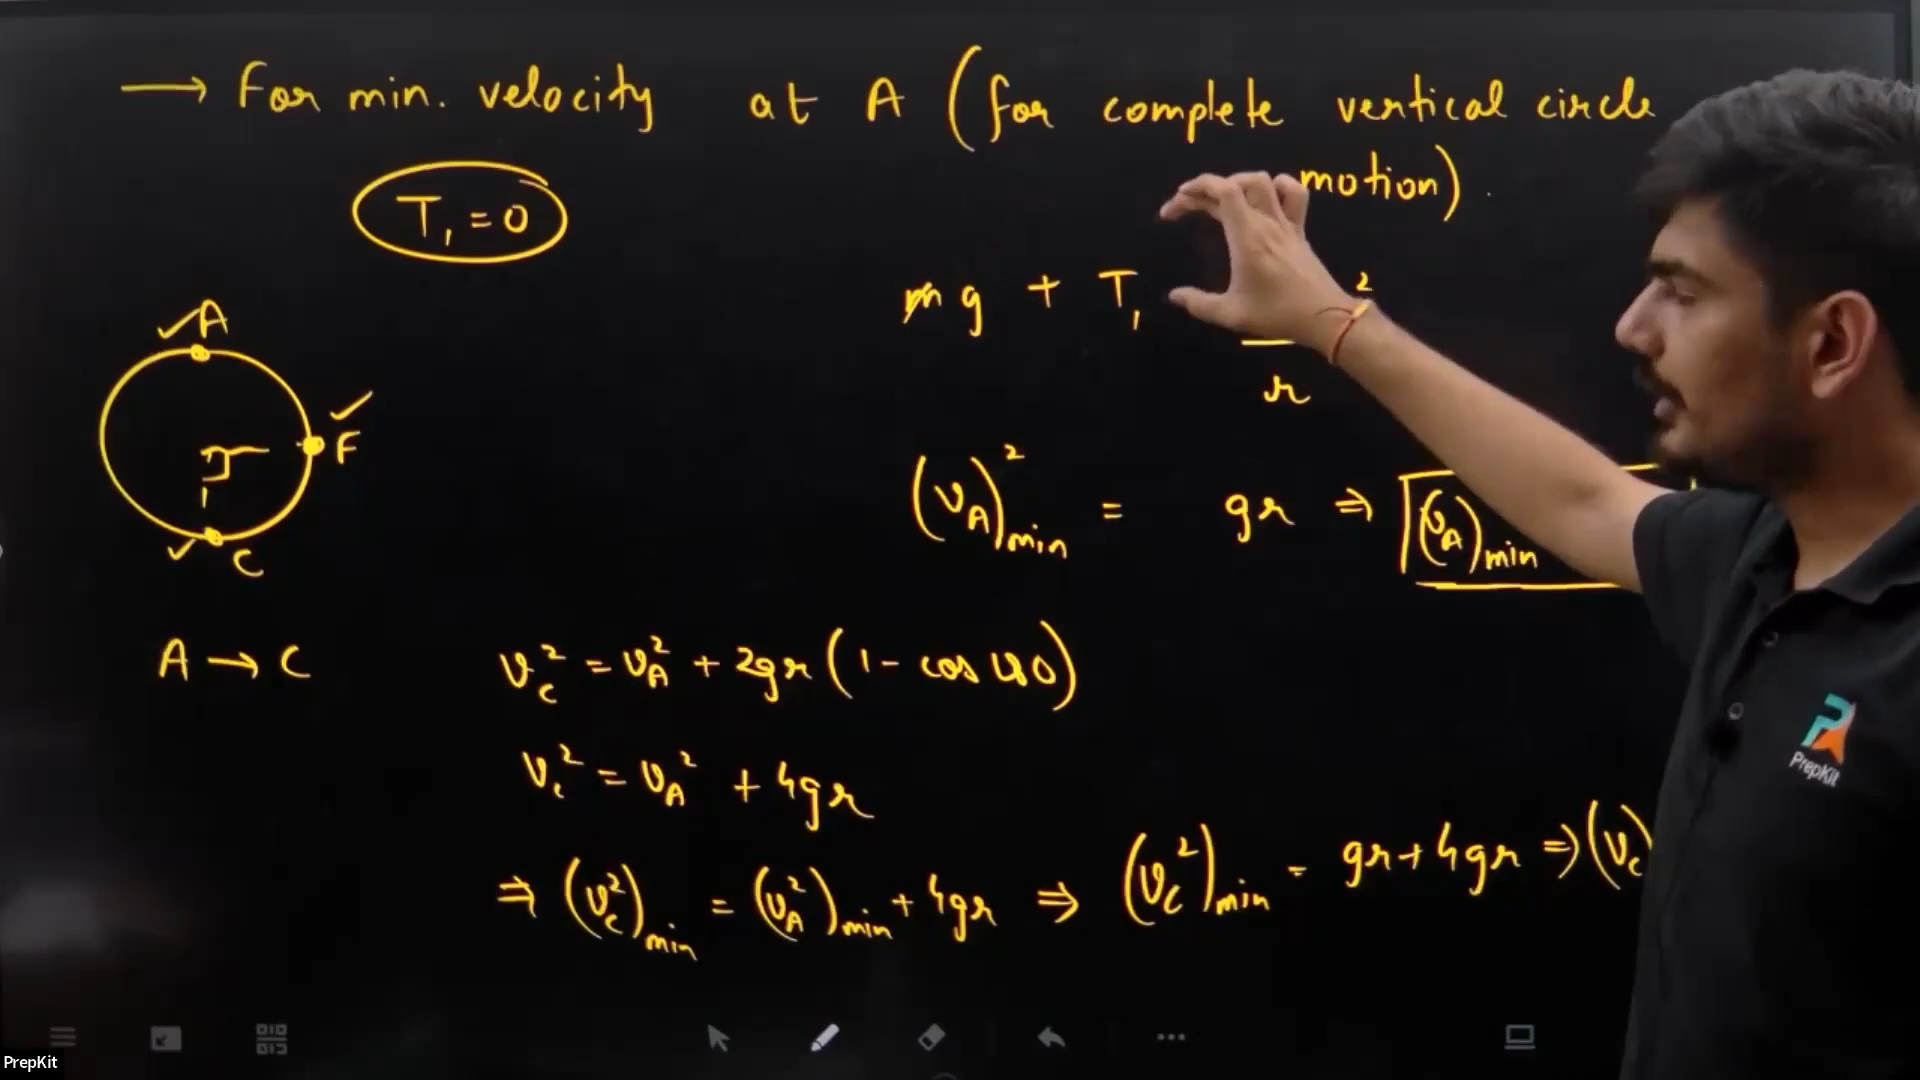 → For min. velocity at A (for complete vertical circle
motion).
T₁ = 0
mg + T₁ ²
r
✓A
✓
F
✓ C
(v_A)²_min = gr ⇒ (v_A)_min
A → C v_C² = v_A² + 2gr (1 - cos 180)
v_C² = v_A² + 4gr
⇒ (v_C²)_min = (v_A²)_min + 4gr ⇒ (v_C²)_min = gr + 4gr ⇒ (v_C)
PrepKit
PrepKit